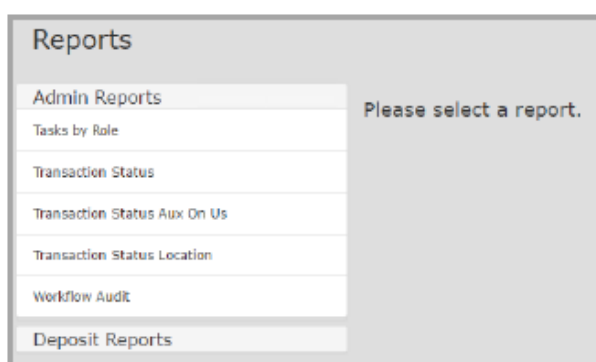 Reports
Admin Reports
Please select a report.
Tasks by Role
Transaction Status
Transaction Status Aux On Us
Transaction Status Location
Workflow Audit
Deposit Reports